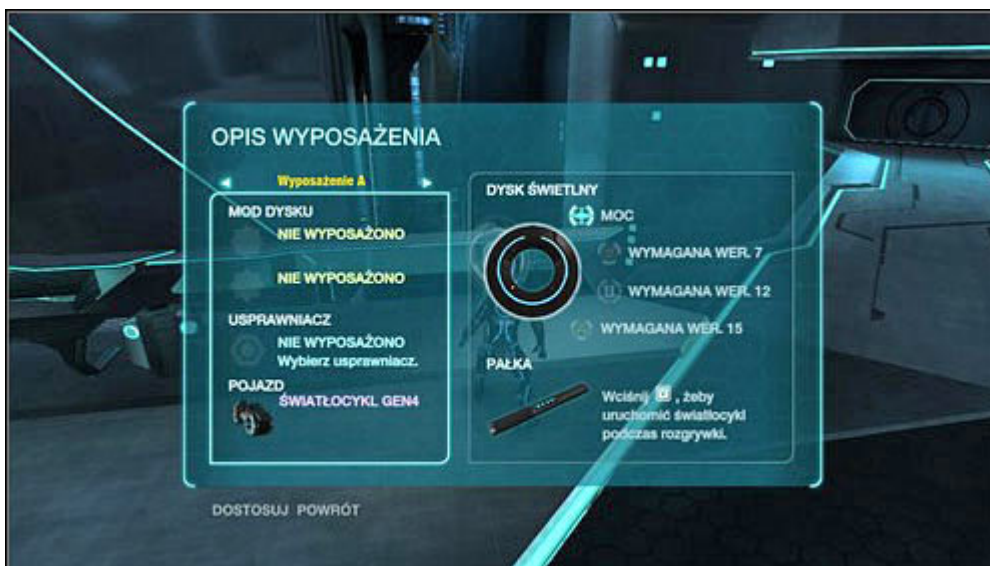 OPIS WYPOSAŻENIA
Wyposażenie A
MOD DYSKU
NIE WYPOSAŻONO
NIE WYPOSAŻONO
USPRAWNIACZ
NIE WYPOSAŻONO
Wybierz usprawniacz.
POJAZD
ŚWIATŁOCYKL GEN4
DYSK ŚWIETLNY
MOC
WYMAGANA WER. 7
WYMAGANA WER. 12
WYMAGANA WER. 15
PAŁKA
Wciśnij , żeby
uruchomić światłocykl
podczas rozgrywki.
DOSTOSUJ POWRÓT